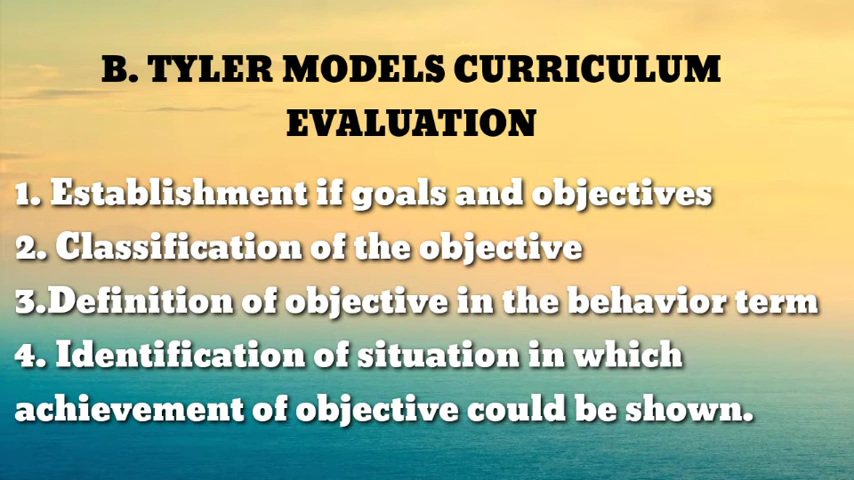 B. TYLER MODELS CURRICULUM
EVALUATION
1. Establishment if goals and objectives
2. Classification of the objective
3.Definition of objective in the behavior term
4. Identification of situation in which
achievement of objective could be shown.